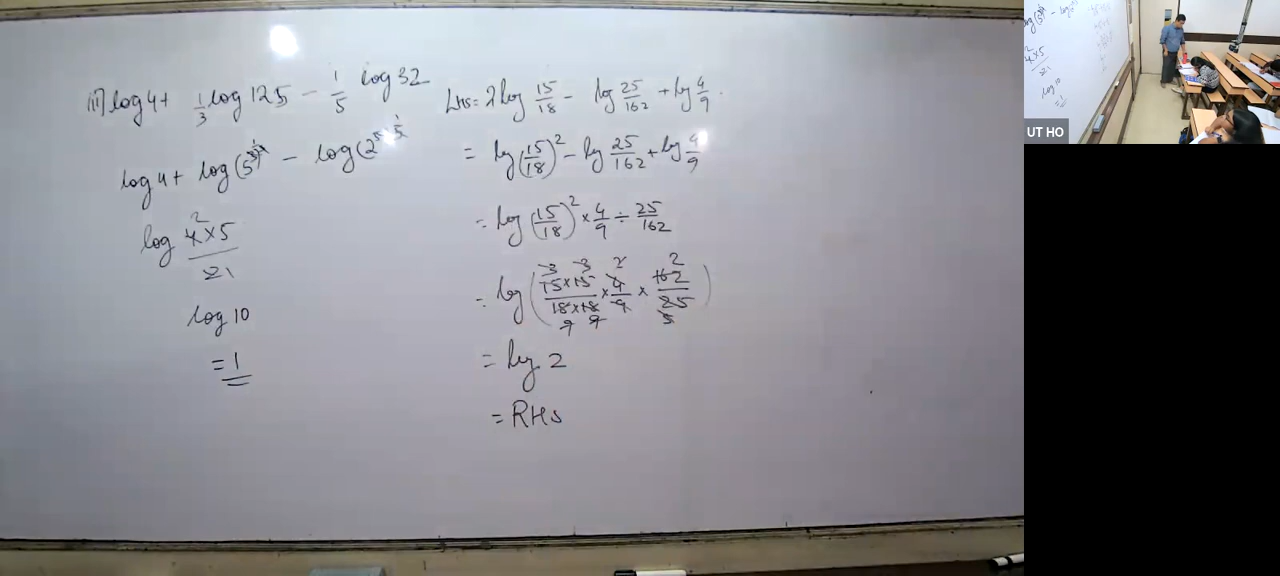 iii) log 4 + 1/3 log 125 - 1/5 log 32
log 4 + log (5^3)^1/3 - log (2^5)^1/5
log 4 × 5 / 2 1
2
log 10
= 1
LHS = 2 log 15/18 - log 25/162 + log 4/9 .
= log (15/18)^2 - log 25/162 + log 4/9
= log (15/18)^2 × 4/9 ÷ 25/162
= log ( 15×15 / 18×18 × 4/9 × 162/25 )
= log 2
= RHS
UT HO